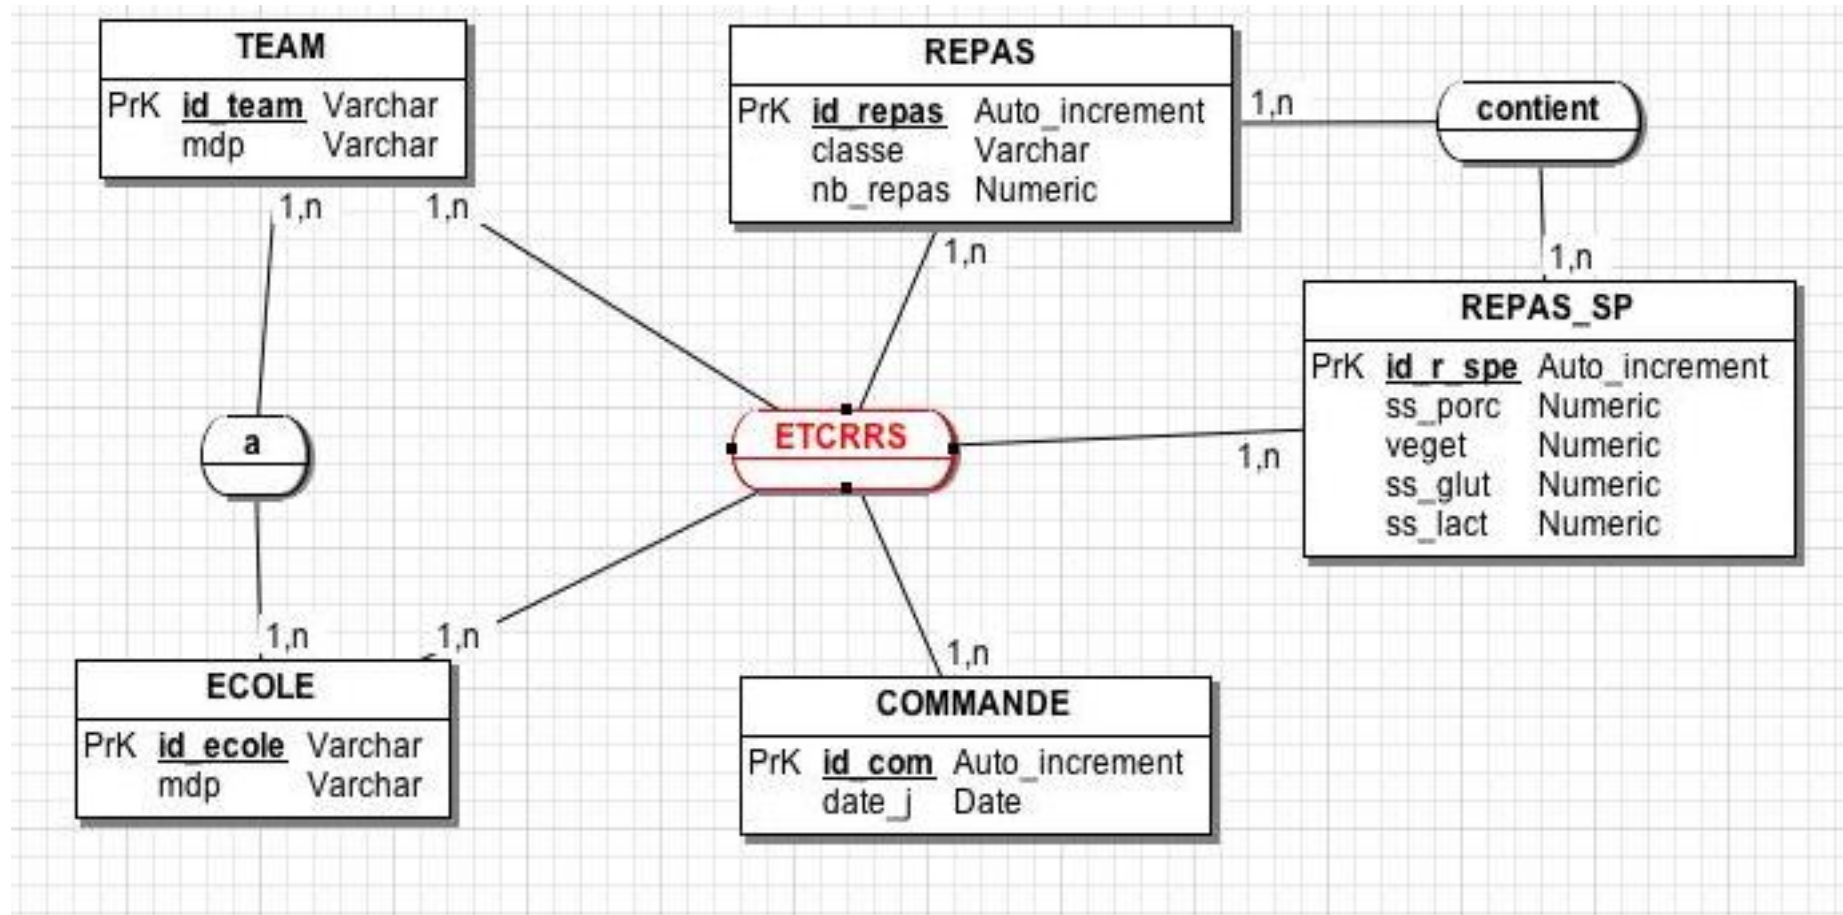 TEAM
PrK id_team Varchar
mdp Varchar
1,n 1,n
REPAS
PrK id_repas Auto_increment
classe Varchar
nb_repas Numeric
1,n
1,n
contient
1,n
REPAS_SP
PrK id_r_spe Auto_increment
ss_porc Numeric
veget Numeric
ss_glut Numeric
ss_lact Numeric
a
ETCRRS
1,n
1,n 1,n
ECOLE
PrK id_ecole Varchar
mdp Varchar
1,n
COMMANDE
PrK id_com Auto_increment
date_j Date